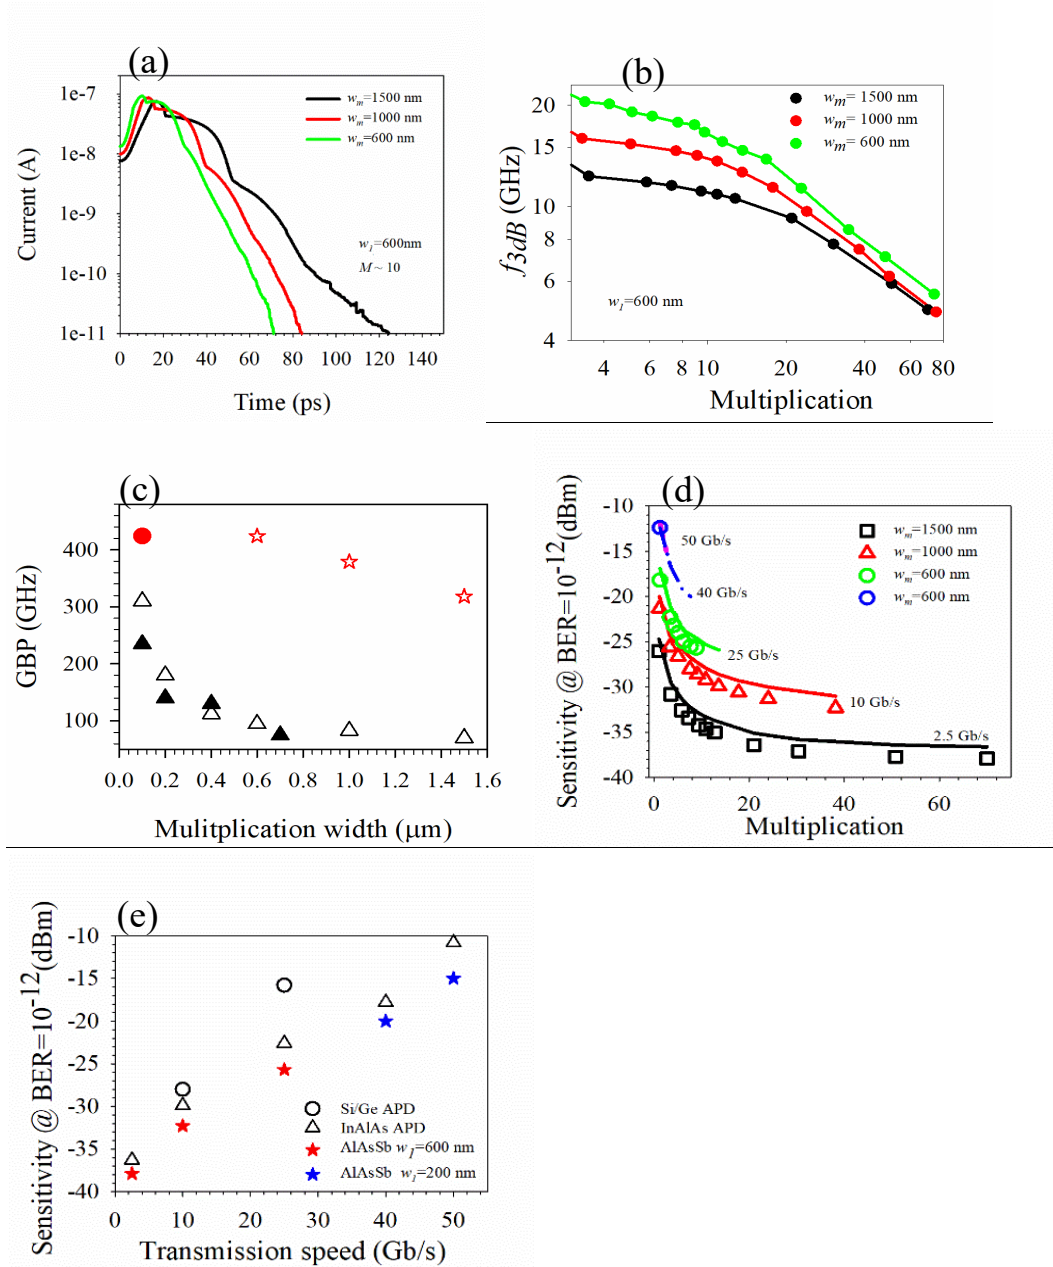 (a)
1e-7
1e-8
1e-9
1e-10
1e-11
Current (A)
wm=1500 nm
wm=1000 nm
wm=600 nm
w1=600nm
M ~ 10
0 20 40 60 80 100 120 140
Time (ps)
(b)
20
15
10
8
6
4
f3dB (GHz)
wm= 1500 nm
wm= 1000 nm
wm= 600 nm
w1=600 nm
4 6 8 10 20 40 60 80
Multiplication
(c)
400
300
200
100
GBP (GHz)
0.0 0.2 0.4 0.6 0.8 1.0 1.2 1.4 1.6
Mulitplication width (μm)
(d)
-10
-15
-20
-25
-30
-35
-40
Sensitivity @ BER=10-12(dBm)
wm=1500 nm
wm=1000 nm
wm=600 nm
wm=600 nm
50 Gb/s
40 Gb/s
25 Gb/s
10 Gb/s
2.5 Gb/s
0 20 40 60
Multiplication
(e)
-10
-15
-20
-25
-30
-35
-40
Sensitivity @ BER=10-12(dBm)
Si/Ge APD
InAlAs APD
AlAsSb w1=600 nm
AlAsSb w1=200 nm
0 10 20 30 40 50
Transmission speed (Gb/s)